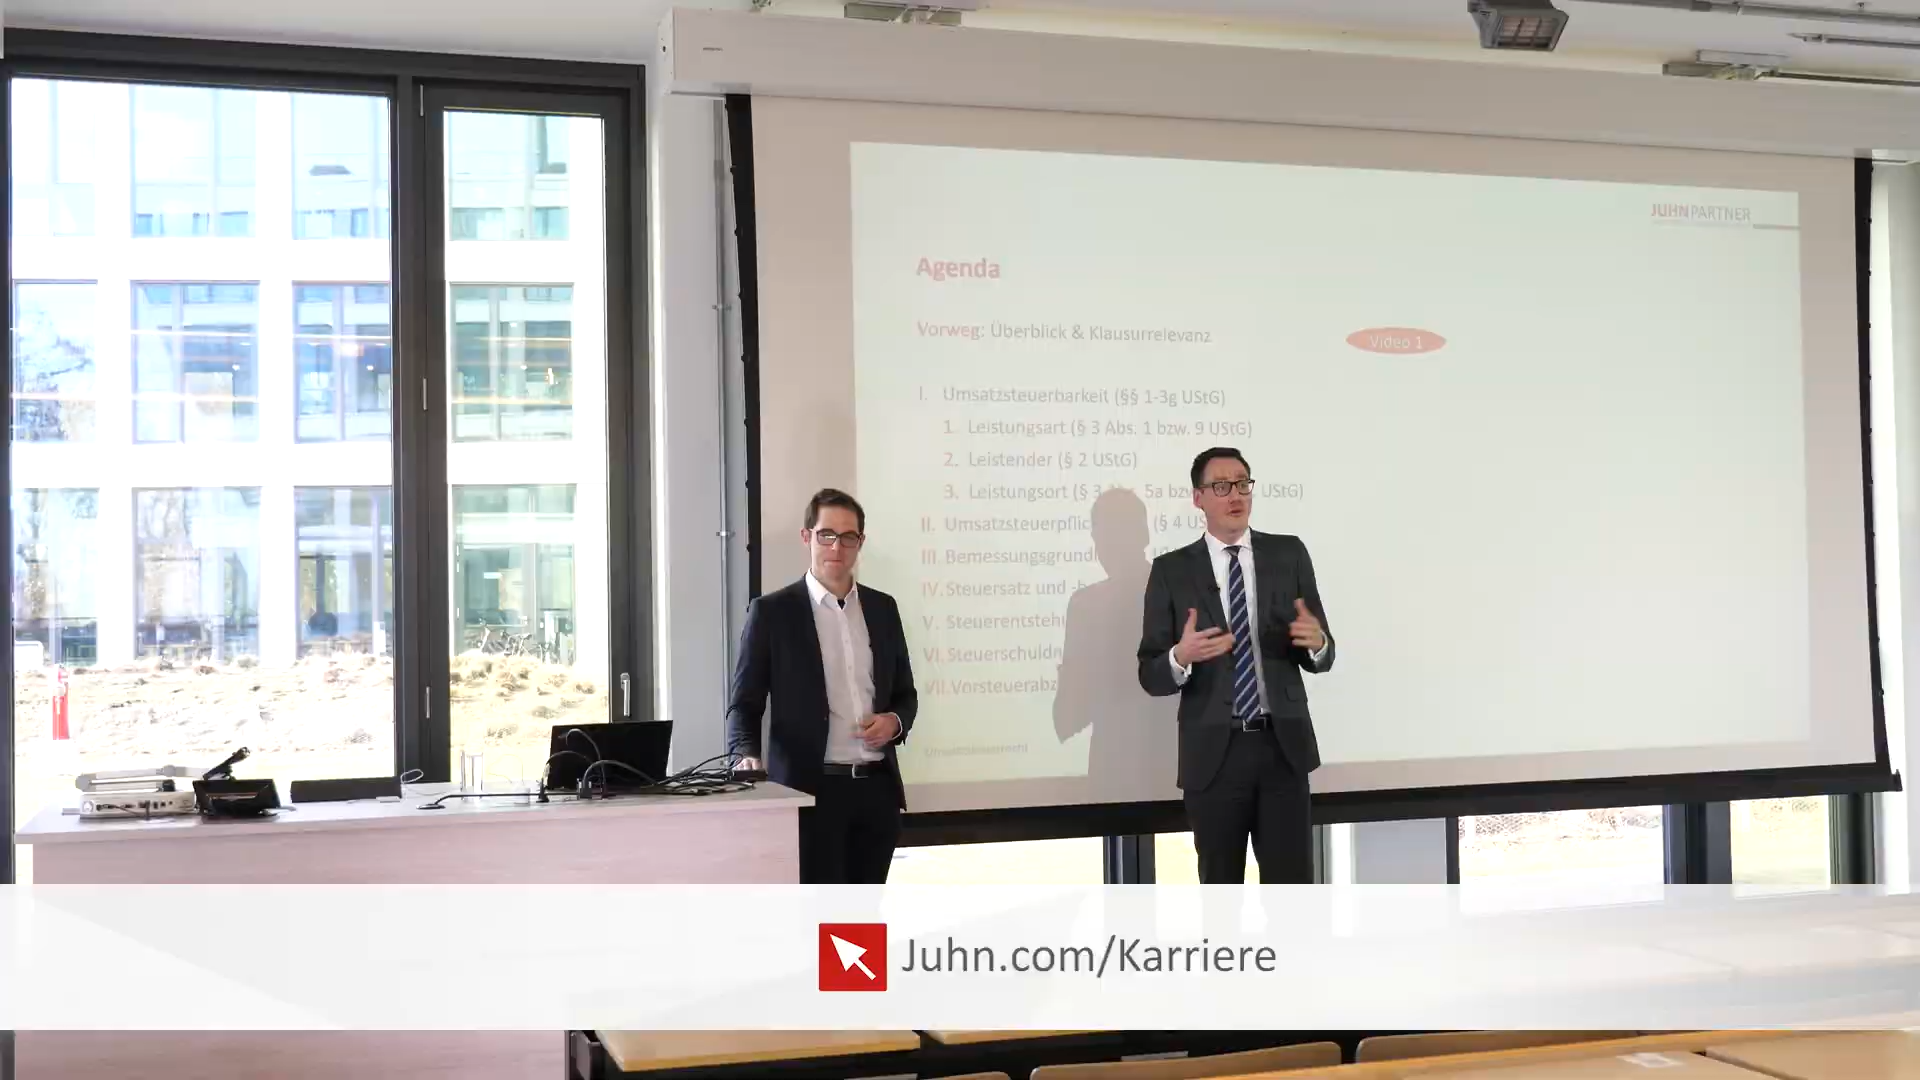 JUHNPARTNER
Agenda
Vorweg: Überblick & Klausurrelevanz
Video 1
I. Umsatzsteuerbarkeit (§§ 1-3g UStG)
1. Leistungsart (§ 3 Abs. 1 bzw. 9 UStG)
2. Leistender (§ 2 UStG)
3. Leistungsort (§ 3 5a bzw UStG)
II. Umsatzsteuerpflic (§ 4 US
III. Bemessungsgrundl
IV. Steuersatz und -b
V. Steuerentsteh
VI. Steuerschuldn
VII. Vorsteuerabz
Juhn.com/Karriere